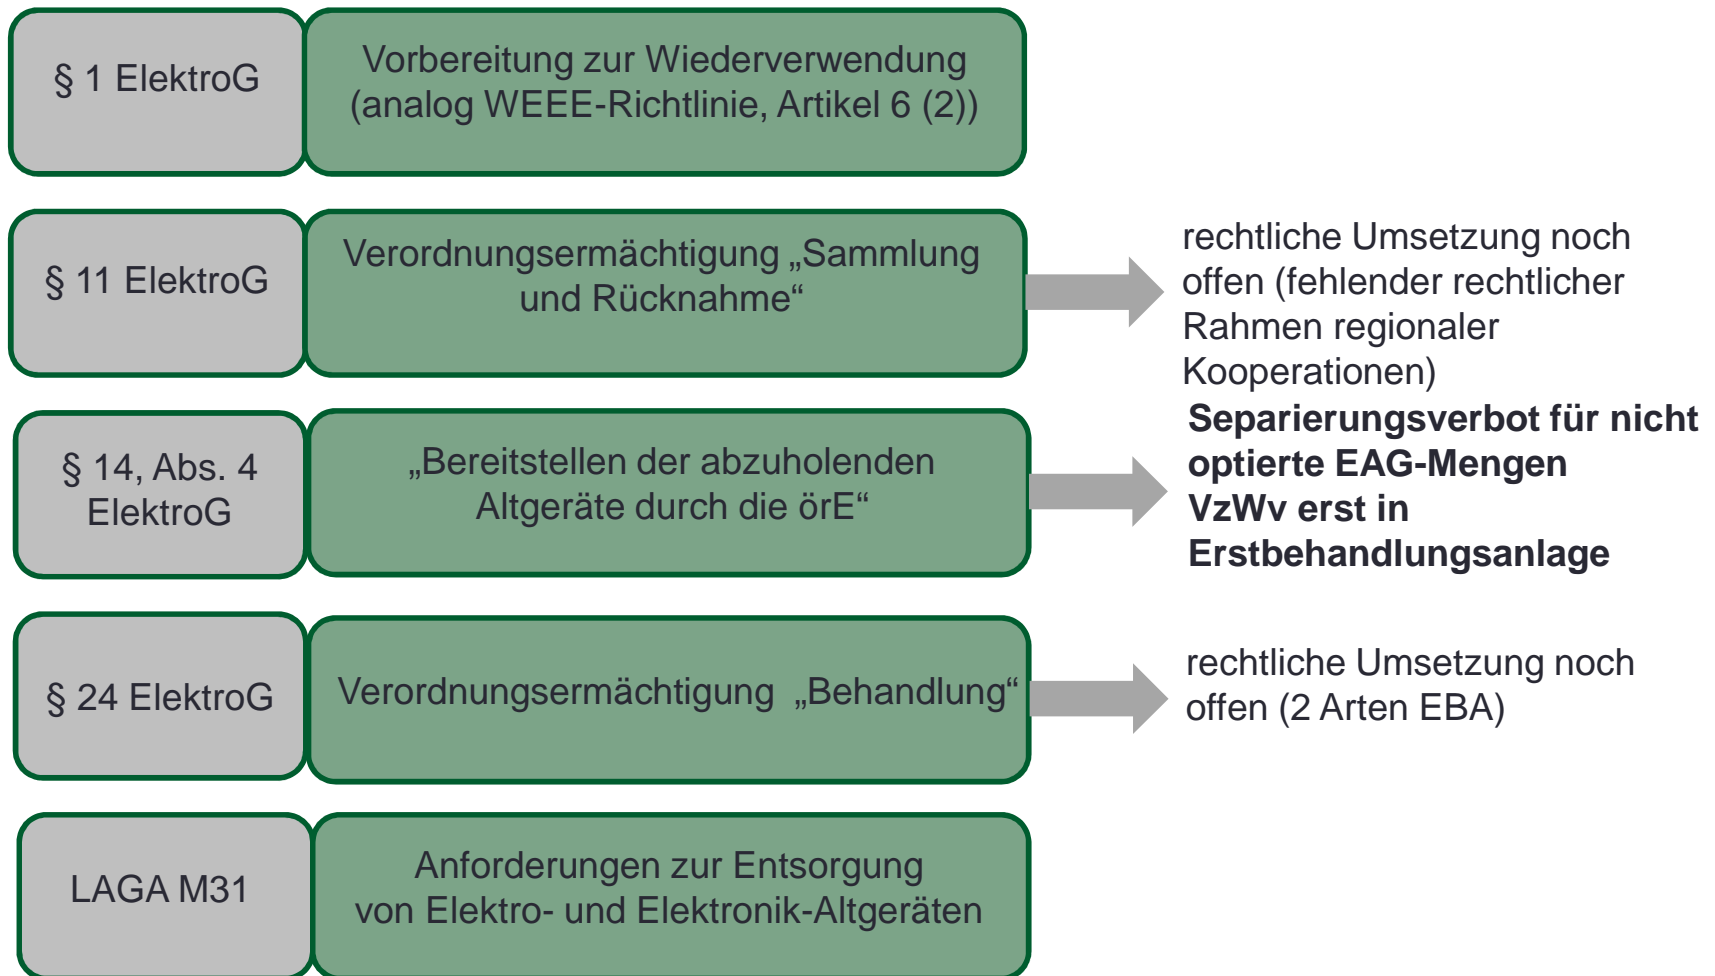 § 1 ElektroG
Vorbereitung zur Wiederverwendung
(analog WEEE-Richtlinie, Artikel 6 (2))
§ 11 ElektroG
Verordnungsermächtigung „Sammlung
und Rücknahme“
rechtliche Umsetzung noch
offen (fehlender rechtlicher
Rahmen regionaler
Kooperationen)
§ 14, Abs. 4
ElektroG
„Bereitstellen der abzuholenden
Altgeräte durch die örE“
Separierungsverbot für nicht
optierte EAG-Mengen
VzWv erst in
Erstbehandlungsanlage
§ 24 ElektroG
Verordnungsermächtigung „Behandlung“
rechtliche Umsetzung noch
offen (2 Arten EBA)
LAGA M31
Anforderungen zur Entsorgung
von Elektro- und Elektronik-Altgeräten